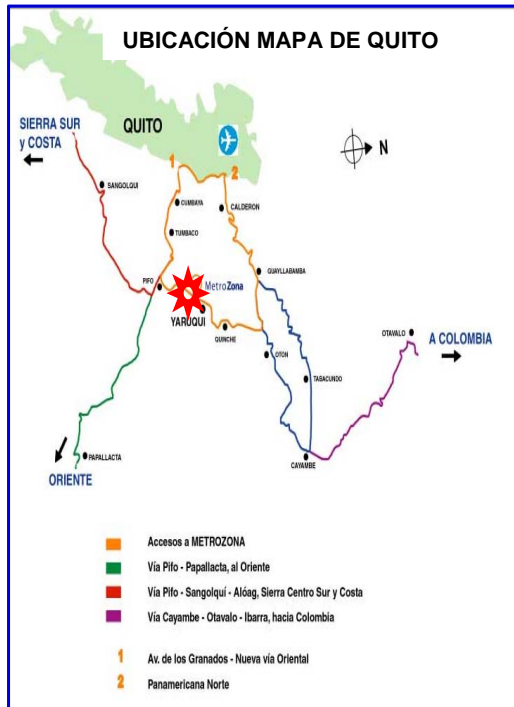 UBICACIÓN MAPA DE QUITO
SIERRA SUR
y COSTA
QUITO
N
1
2
SANGOLQUI
CUMBAYA
CALDERON
TUMBACO
GUAYLLABAMBA
PIFO
MetroZona
YARUQUI
QUINCHE
OTAVALO
A COLOMBIA
OTON
TABACUNDO
PAPALLACTA
CAYAMBE
ORIENTE
Accesos a METROZONA
Vía Pifo - Papallacta, al Oriente
Vía Pifo - Sangolquí - Alóag, Sierra Centro Sur y Costa
Vía Cayambe - Otavalo - Ibarra, hacia Colombia
1 Av. de los Granados - Nueva vía Oriental
2 Panamericana Norte